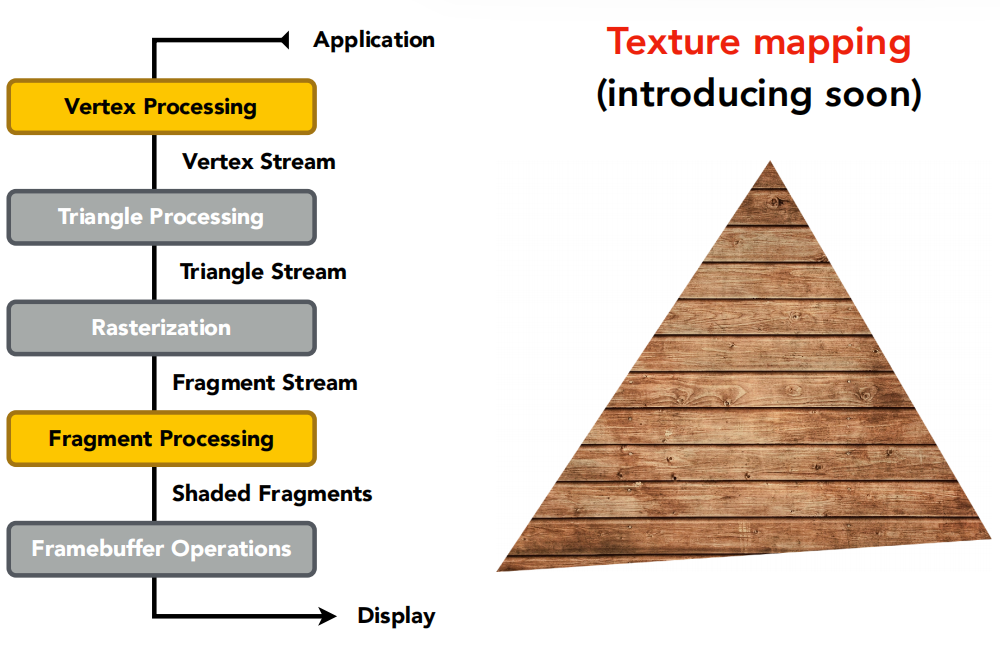 Application
Vertex Processing
Vertex Stream
Triangle Processing
Triangle Stream
Rasterization
Fragment Stream
Fragment Processing
Shaded Fragments
Framebuffer Operations
Display
Texture mapping
(introducing soon)